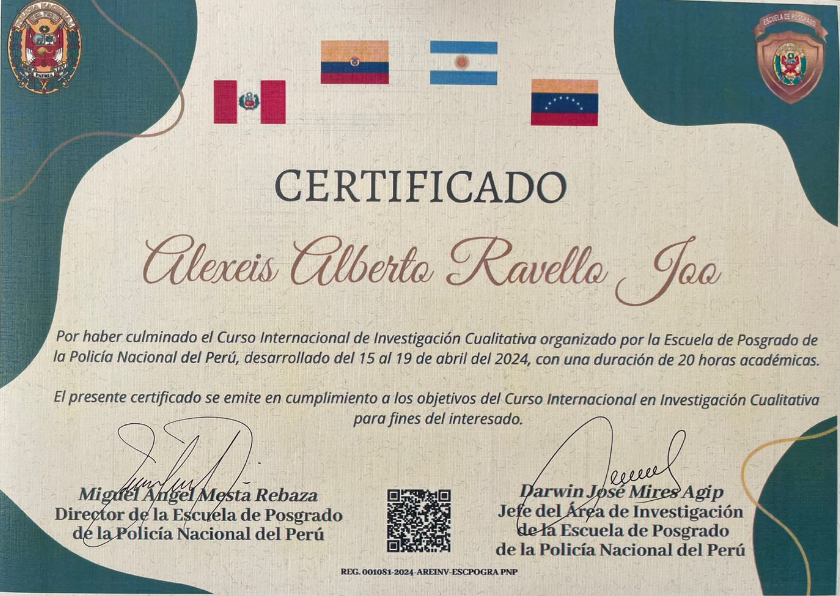 ESCUELA DE POSGRADO
CERTIFICADO
Alexeis Alberto Ravello Joo
Por haber culminado el Curso Internacional de Investigación Cualitativa organizado por la Escuela de Posgrado de
la Policía Nacional del Perú, desarrollado del 15 al 19 de abril del 2024, con una duración de 20 horas académicas.
El presente certificado se emite en cumplimiento a los objetivos del Curso Internacional en Investigación Cualitativa
para fines del interesado.
Miguel Ángel Mesta Rebaza
Director de la Escuela de Posgrado
de la Policía Nacional del Perú
Darwin José Mires Agip
Jefe del Área de Investigación
de la Escuela de Posgrado
de la Policía Nacional del Perú
REG. 001081-2024-AREINV-ESCPOGRA PNP